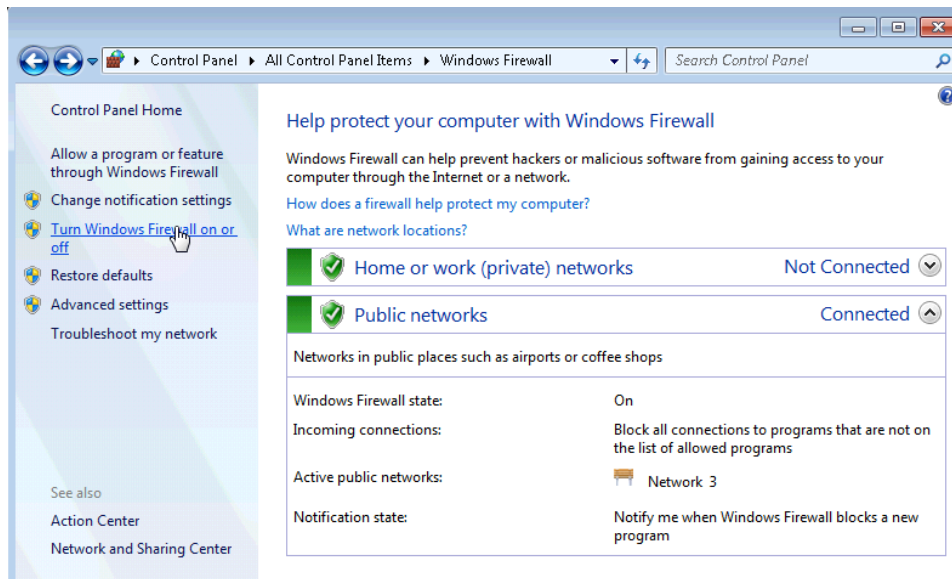 Control Panel ▸ All Control Panel Items ▸ Windows Firewall
Search Control Panel
Control Panel Home
Allow a program or feature
through Windows Firewall
Change notification settings
Turn Windows Firewall on or
off
Restore defaults
Advanced settings
Troubleshoot my network
See also
Action Center
Network and Sharing Center
Help protect your computer with Windows Firewall
Windows Firewall can help prevent hackers or malicious software from gaining access to your
computer through the Internet or a network.
How does a firewall help protect my computer?
What are network locations?
Home or work (private) networks Not Connected
Public networks Connected
Networks in public places such as airports or coffee shops
Windows Firewall state: On
Incoming connections: Block all connections to programs that are not on
the list of allowed programs
Active public networks: Network 3
Notification state: Notify me when Windows Firewall blocks a new
program